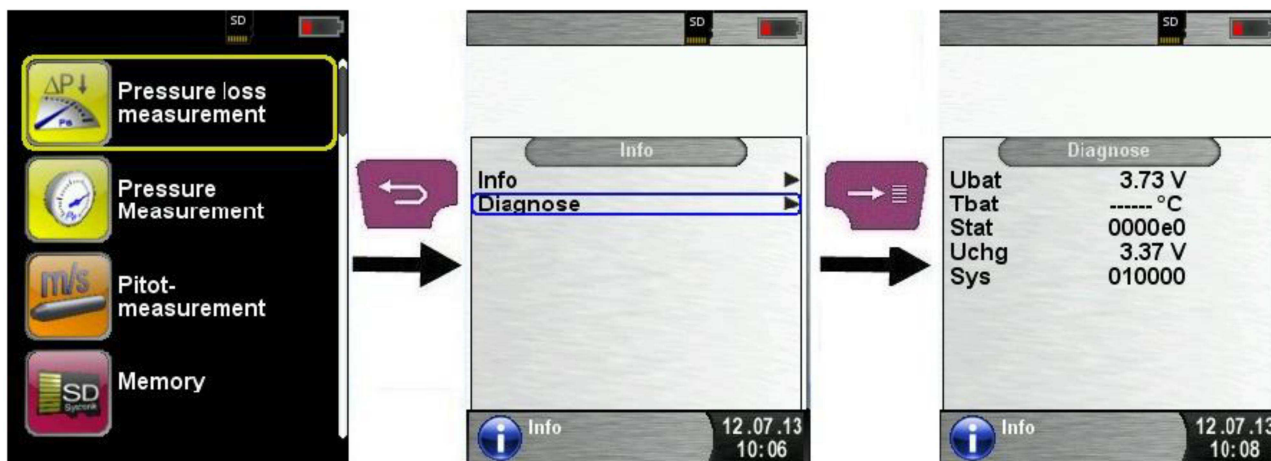 SD
ΔP↓
Pa
Pressure loss
measurement
Pressure
Measurement
m/s
Pitot-
measurement
SD
Memory
SD
Info
Info
Diagnose
Info
12.07.13
10:06
SD
Diagnose
Ubat 3.73 V
Tbat ------ °C
Stat 0000e0
Uchg 3.37 V
Sys 010000
Info
12.07.13
10:08